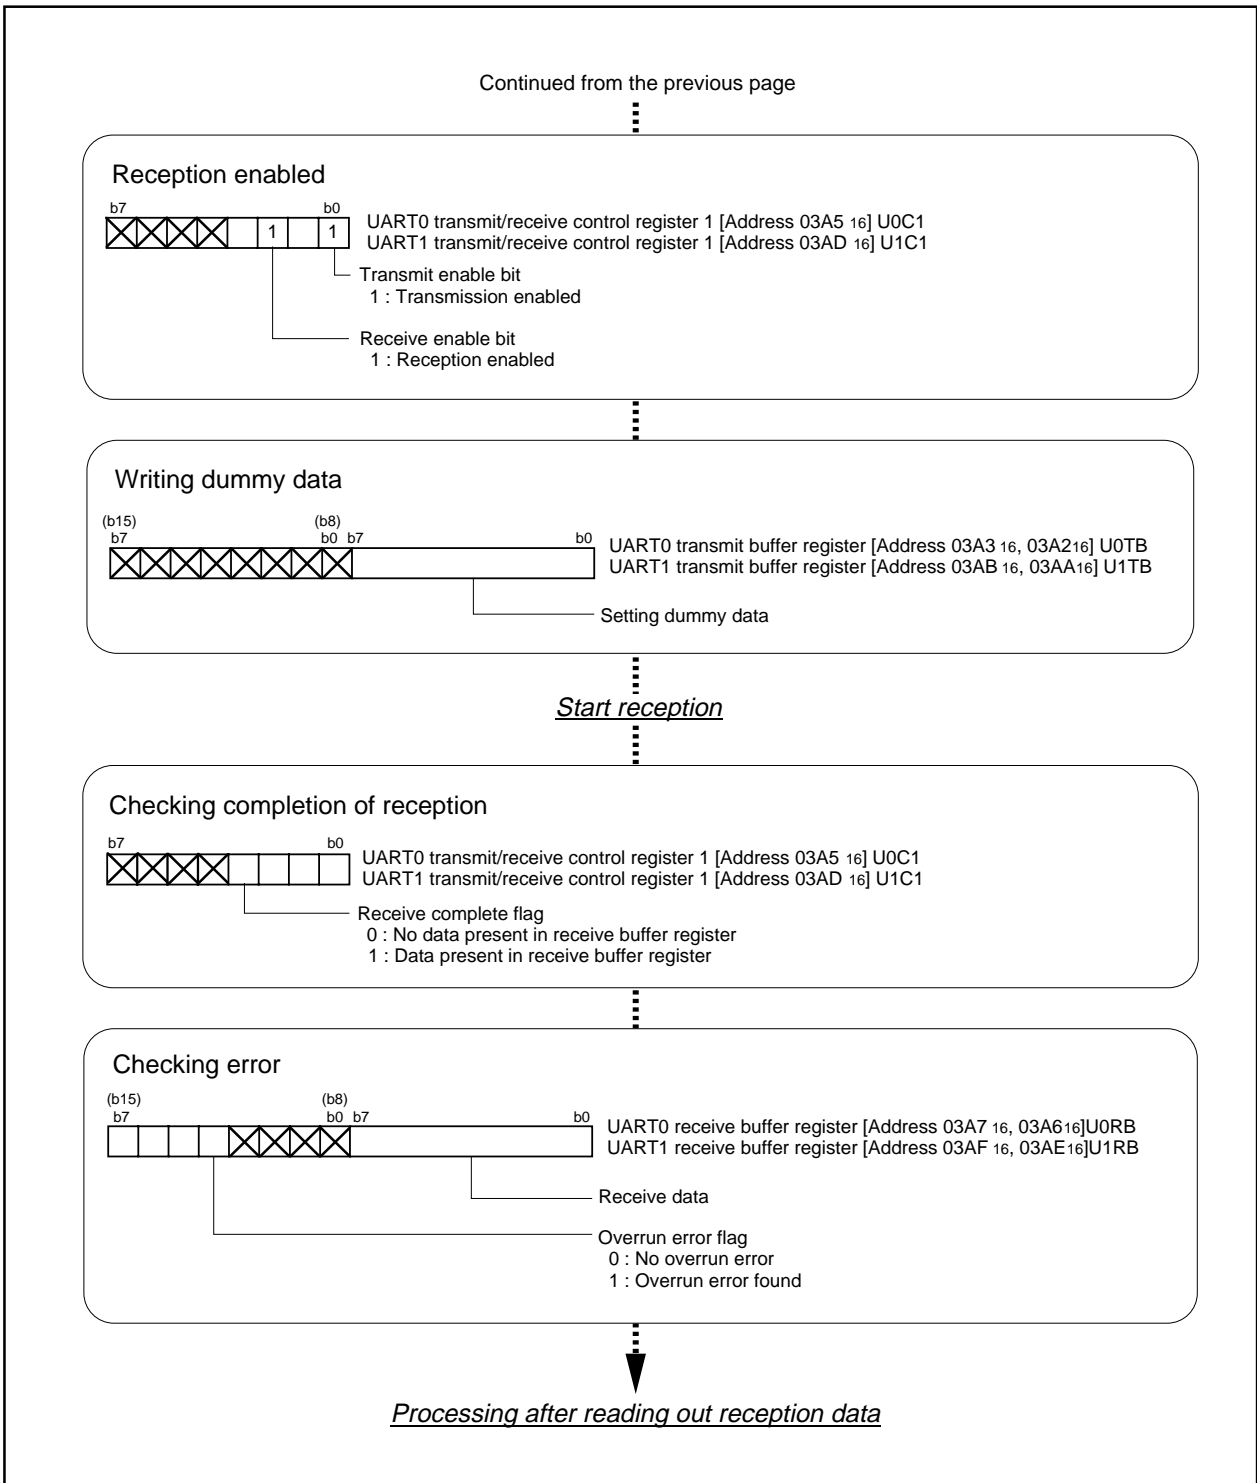 Continued from the previous page
Reception enabled
b7 b0
1 1
UART0 transmit/receive control register 1 [Address 03A5 16] U0C1
UART1 transmit/receive control register 1 [Address 03AD 16] U1C1
Transmit enable bit
1 : Transmission enabled
Receive enable bit
1 : Reception enabled
Writing dummy data
(b15) (b8)
b7 b0 b7 b0
UART0 transmit buffer register [Address 03A3 16, 03A216] U0TB
UART1 transmit buffer register [Address 03AB 16, 03AA16] U1TB
Setting dummy data
Start reception
Checking completion of reception
b7 b0
UART0 transmit/receive control register 1 [Address 03A5 16] U0C1
UART1 transmit/receive control register 1 [Address 03AD 16] U1C1
Receive complete flag
0 : No data present in receive buffer register
1 : Data present in receive buffer register
Checking error
(b15) (b8)
b7 b0 b7 b0
UART0 receive buffer register [Address 03A7 16, 03A616]U0RB
UART1 receive buffer register [Address 03AF 16, 03AE16]U1RB
Receive data
Overrun error flag
0 : No overrun error
1 : Overrun error found
Processing after reading out reception data